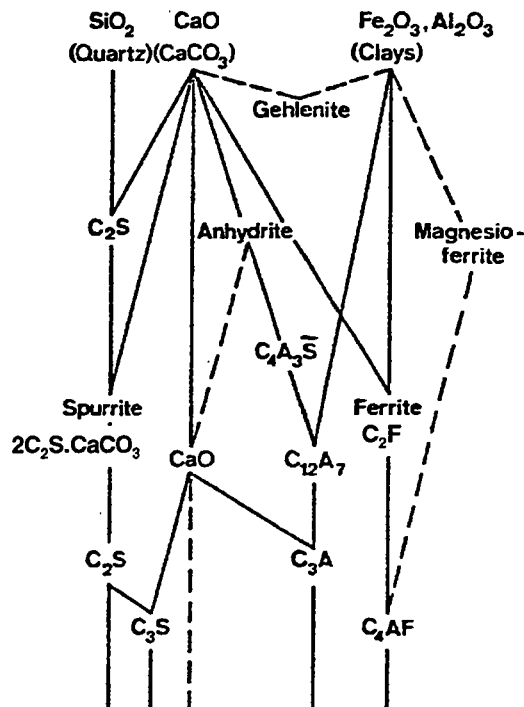 SiO₂ CaO Fe₂O₃, Al₂O₃
(Quartz) (CaCO₃) (Clays)
Gehlenite
C₂S Anhydrite Magnesio-
ferrite
C₄A₃S̄
Spurrite Ferrite
2C₂S.CaCO₃ CaO C₁₂A₇ C₂F
C₂S C₃A
C₃S C₄AF